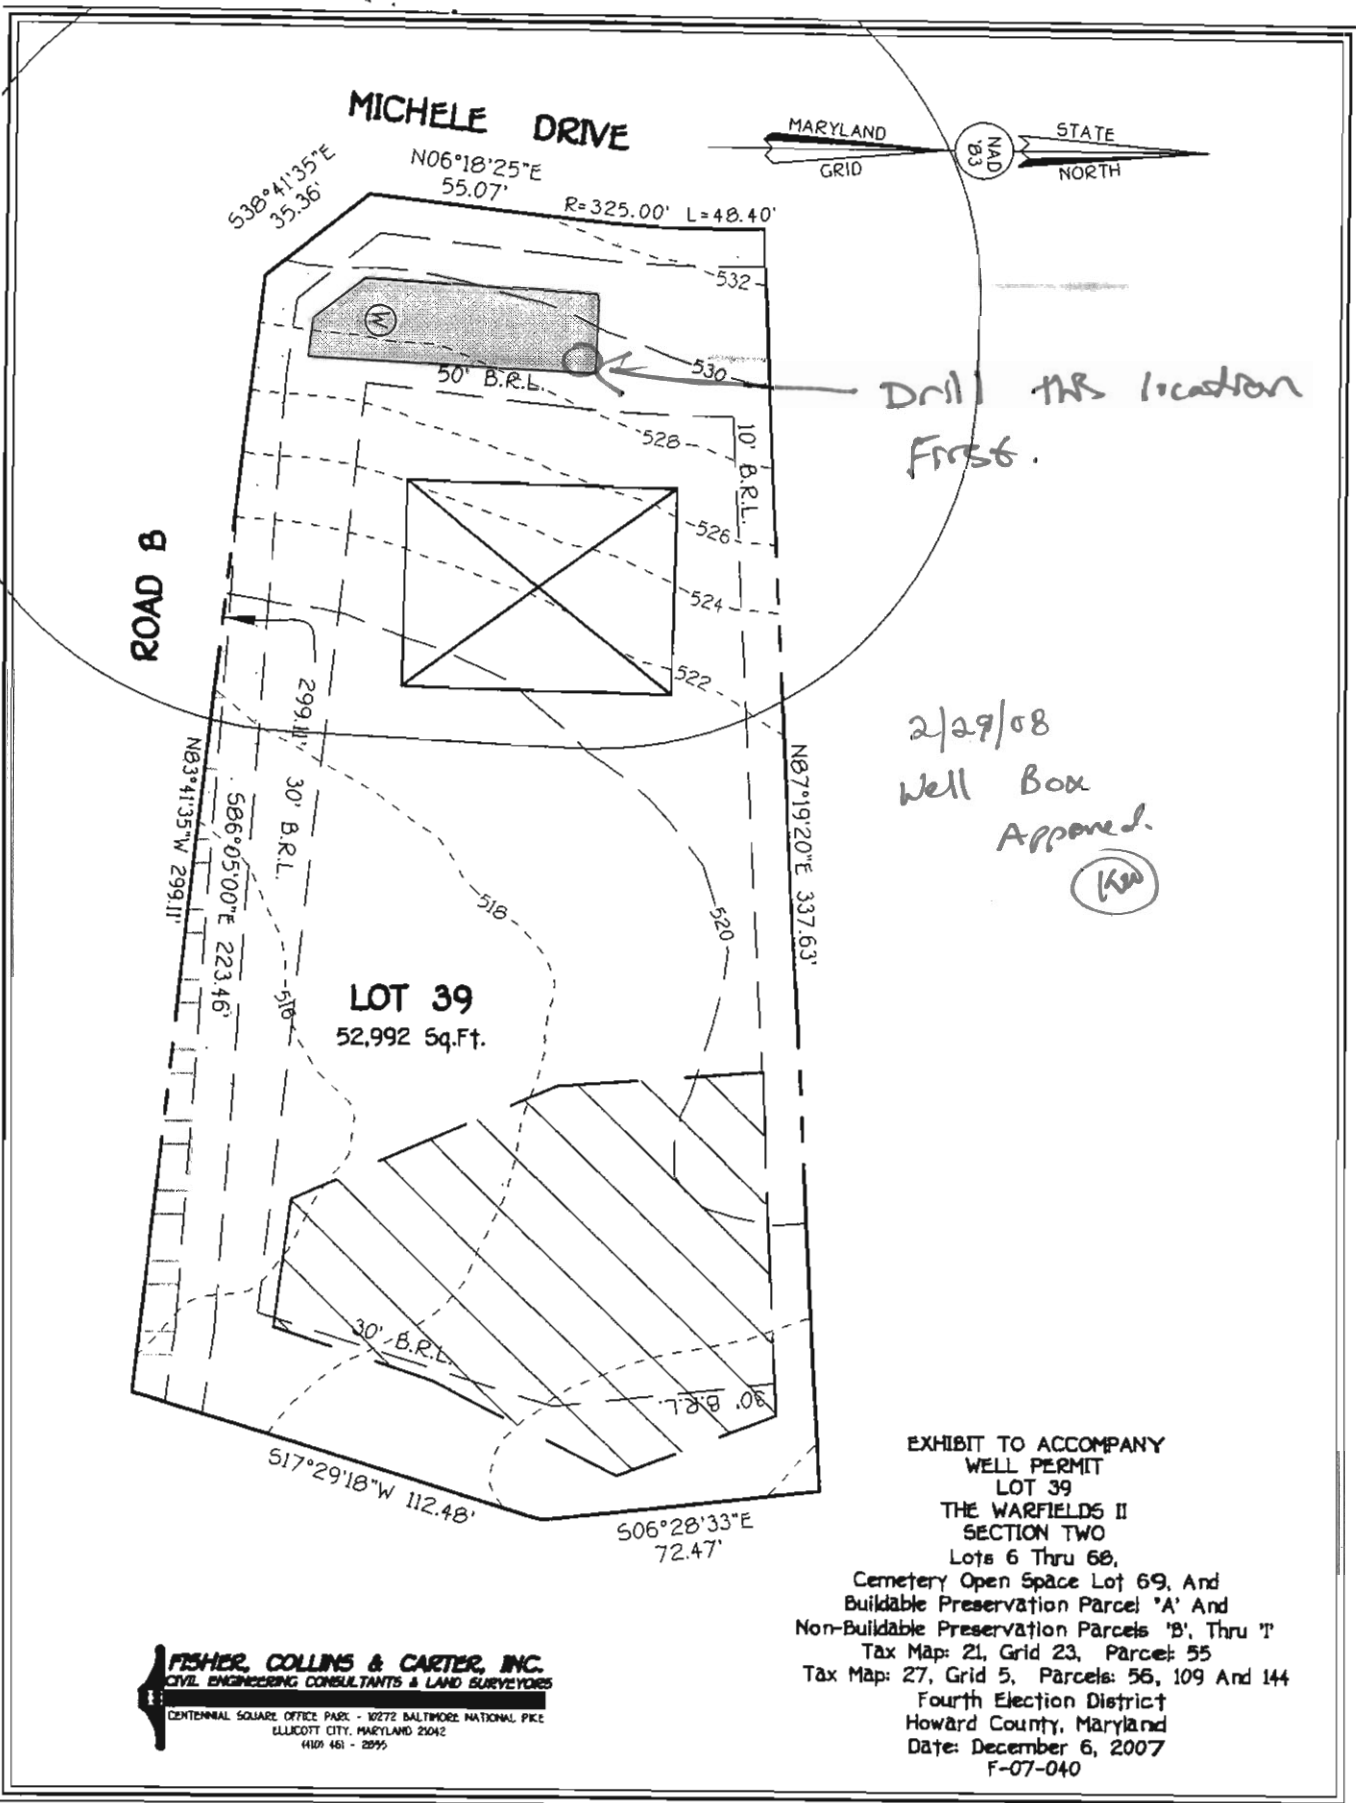 MICHELE DRIVE
MARYLAND
GRID
NAD
'83
STATE
NORTH
S38°41'35"E
35.36'
N06°18'25"E
55.07'
R=325.00' L=48.40'
532
W
530
50' B.R.L.
Drill this location
First.
528
10' B.R.L.
526
524
522
ROAD B
299.11'
30' B.R.L.
N83°41'35"W 299.11'
S86°05'00"E 223.46'
N87°19'20"E 337.63'
2/29/08
Well Box
Approved.
KW
518
520
516
LOT 39
52,992 Sq.Ft.
30' B.R.L.
30' B.R.L.
S17°29'18"W 112.48'
S06°28'33"E
72.47'
EXHIBIT TO ACCOMPANY
WELL PERMIT
LOT 39
THE WARFIELDS II
SECTION TWO
Lots 6 Thru 68,
Cemetery Open Space Lot 69, And
Buildable Preservation Parcel 'A' And
Non-Buildable Preservation Parcels 'B', Thru 'I'
Tax Map: 21, Grid 23, Parcel: 55
Tax Map: 27, Grid 5, Parcels: 56, 109 And 144
Fourth Election District
Howard County, Maryland
Date: December 6, 2007
F-07-040
FISHER, COLLINS & CARTER, INC.
CIVIL ENGINEERING CONSULTANTS & LAND SURVEYORS
CENTENNIAL SQUARE OFFICE PARK - 10272 BALTIMORE NATIONAL PIKE
ELLICOTT CITY, MARYLAND 21042
(410) 461 - 2855